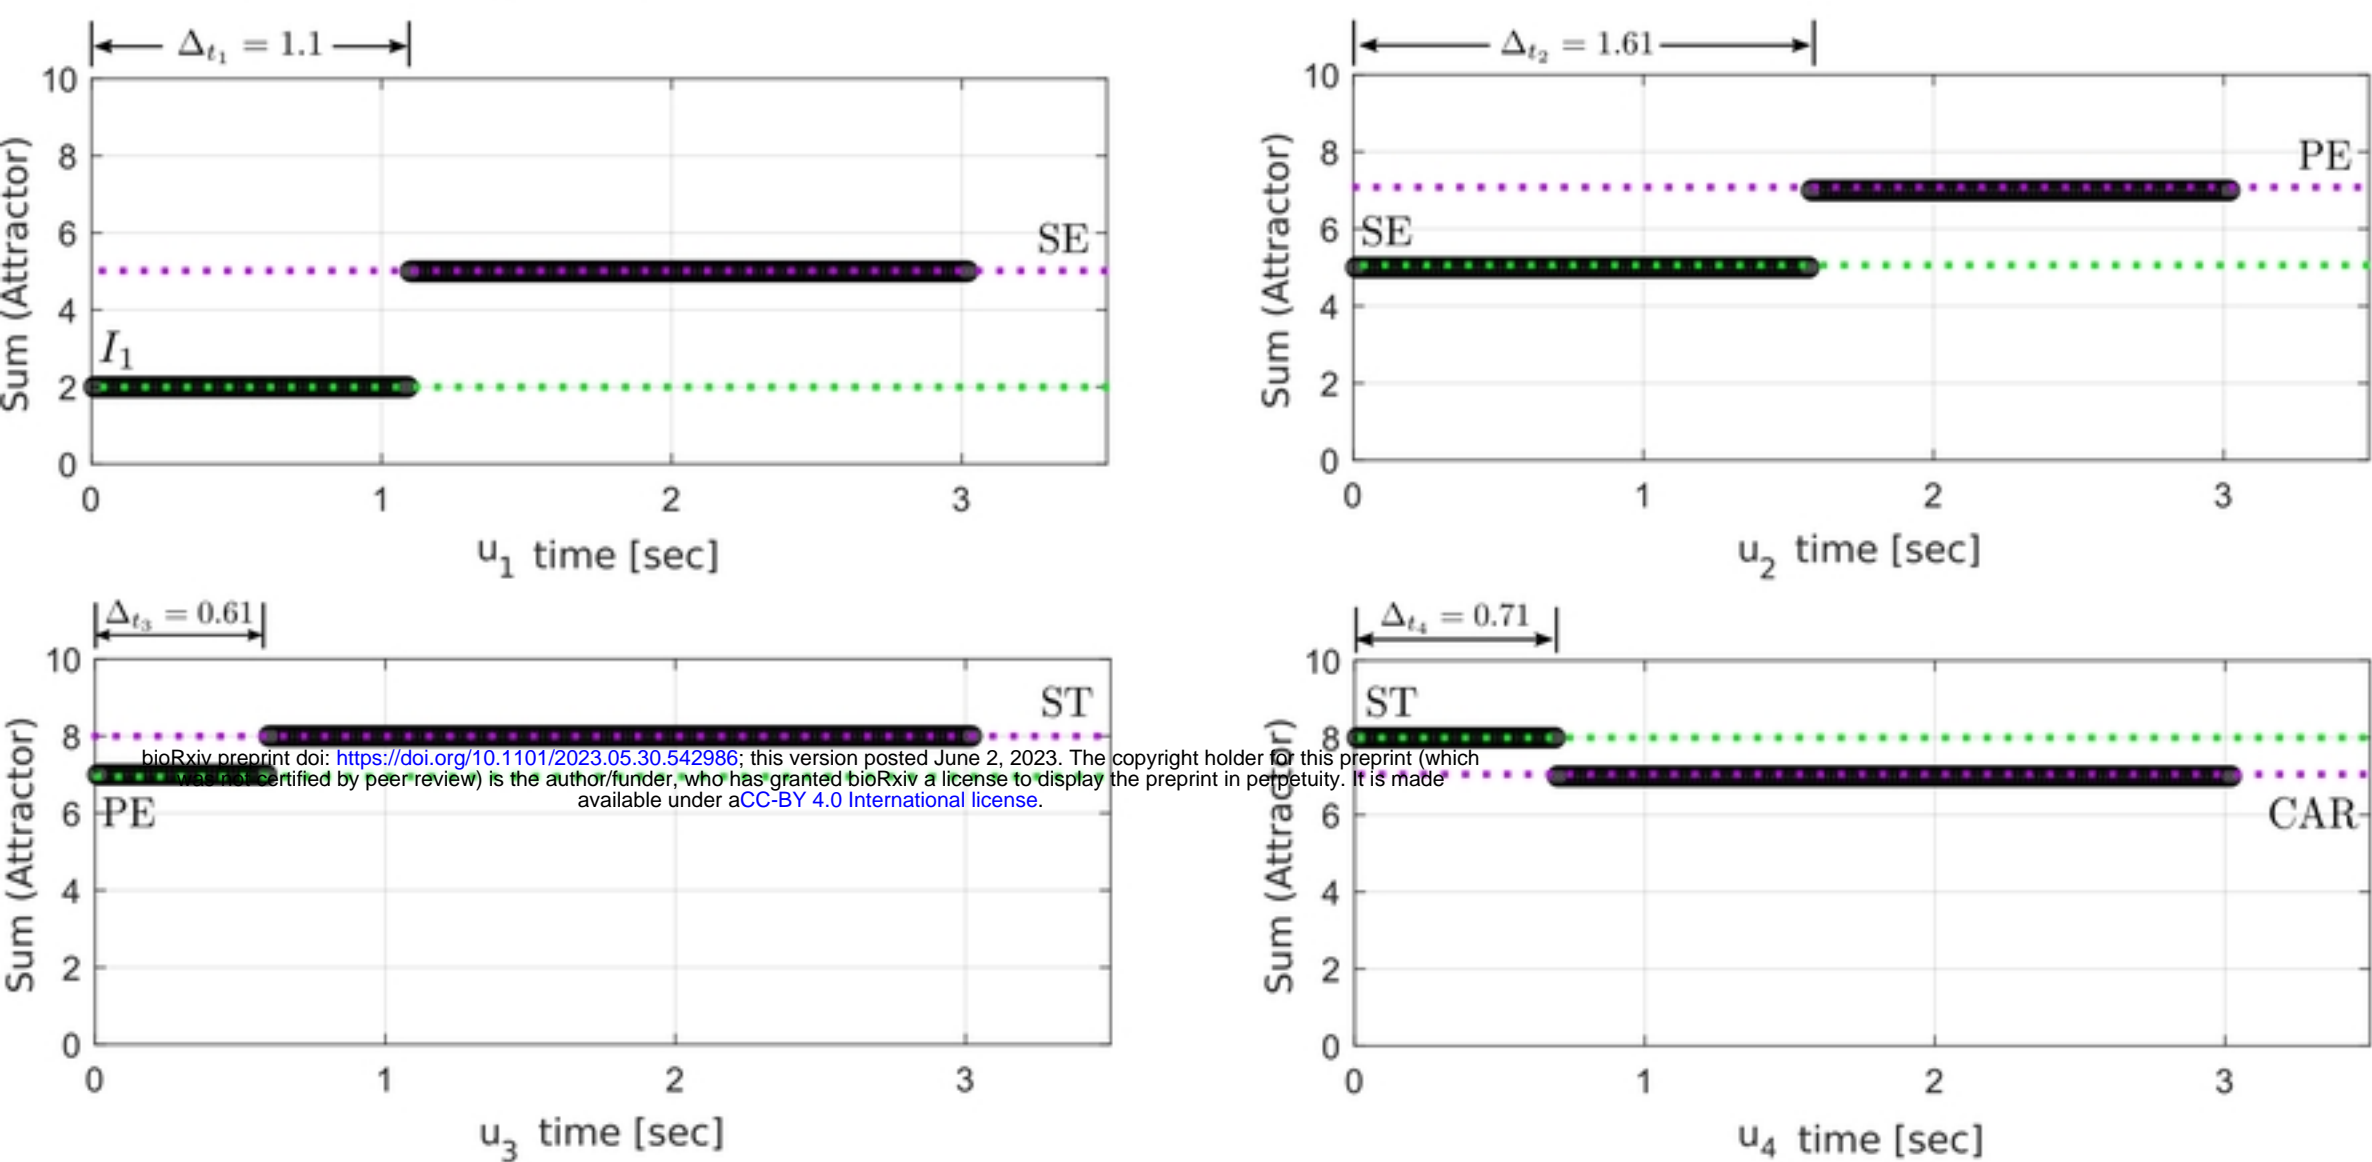 Δt1 = 1.1
10
8
6
4
2
0
Sum (Attractor)
I1
SE
0 1 2 3
u1 time [sec]
Δt2 = 1.61
10
8
6
4
2
0
Sum (Attractor)
SE
PE
0 1 2 3
u2 time [sec]
Δt3 = 0.61
10
8
6
4
2
0
Sum (Attractor)
ST
PE
0 1 2 3
u3 time [sec]
Δt4 = 0.71
10
8
6
4
2
0
Sum (Attractor)
ST
CAR
0 1 2 3
u4 time [sec]
bioRxiv preprint doi: https://doi.org/10.1101/2023.05.30.542986; this version posted June 2, 2023. The copyright holder for this preprint (which
was not certified by peer review) is the author/funder, who has granted bioRxiv a license to display the preprint in perpetuity. It is made
available under aCC-BY 4.0 International license.